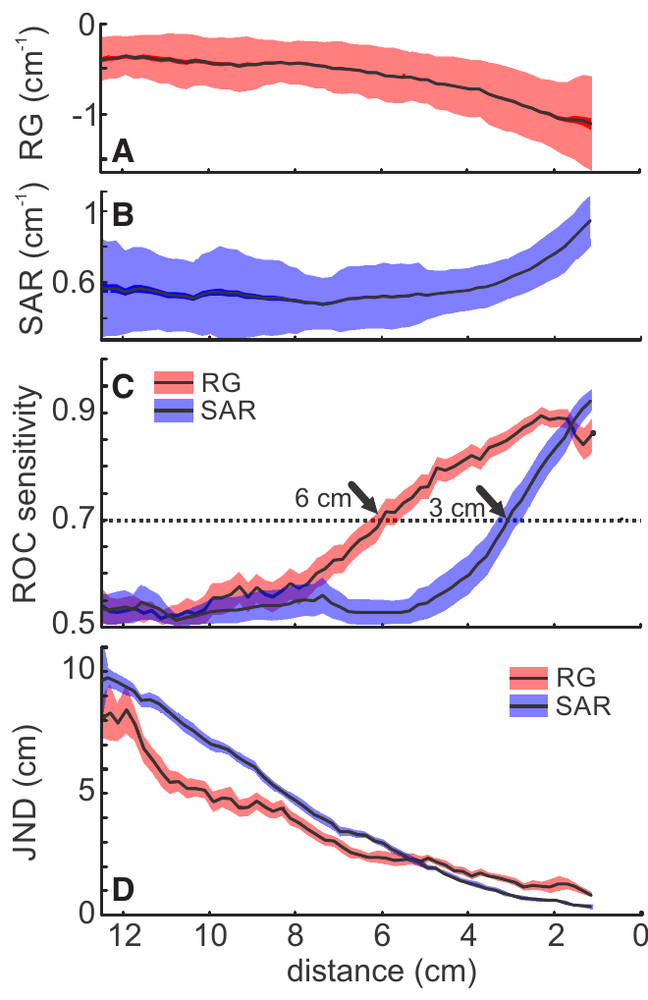 0
-1
RG (cm⁻¹)
A
1
0.6
SAR (cm⁻¹)
B
C
RG
SAR
0.9
0.7
0.5
ROC sensitivity
6 cm
3 cm
RG
SAR
10
5
0
JND (cm)
D
12 10 8 6 4 2 0
distance (cm)